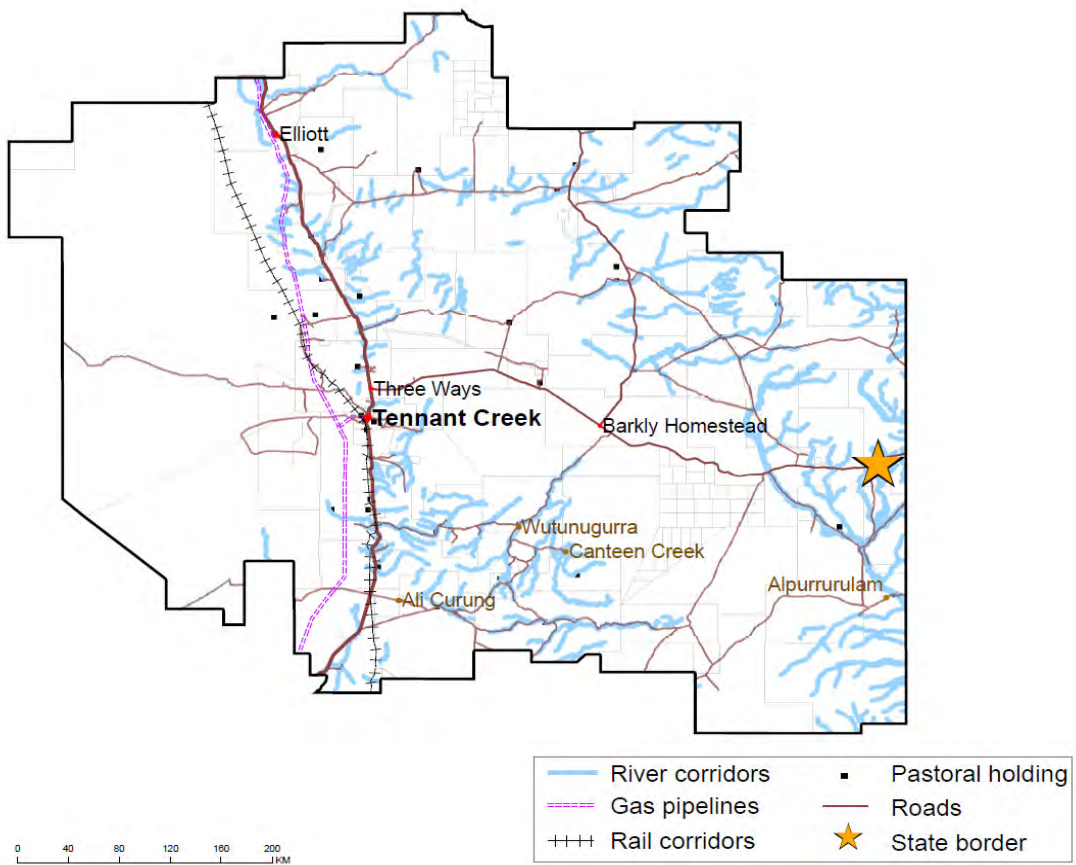 Elliott
Three Ways
Tennant Creek
Barkly Homestead
Wutunugurra
Canteen Creek
Alpurrurulam
Ali Curung
River corridors
Pastoral holding
Gas pipelines
Roads
Rail corridors
State border
0 40 80 120 160 200
KM